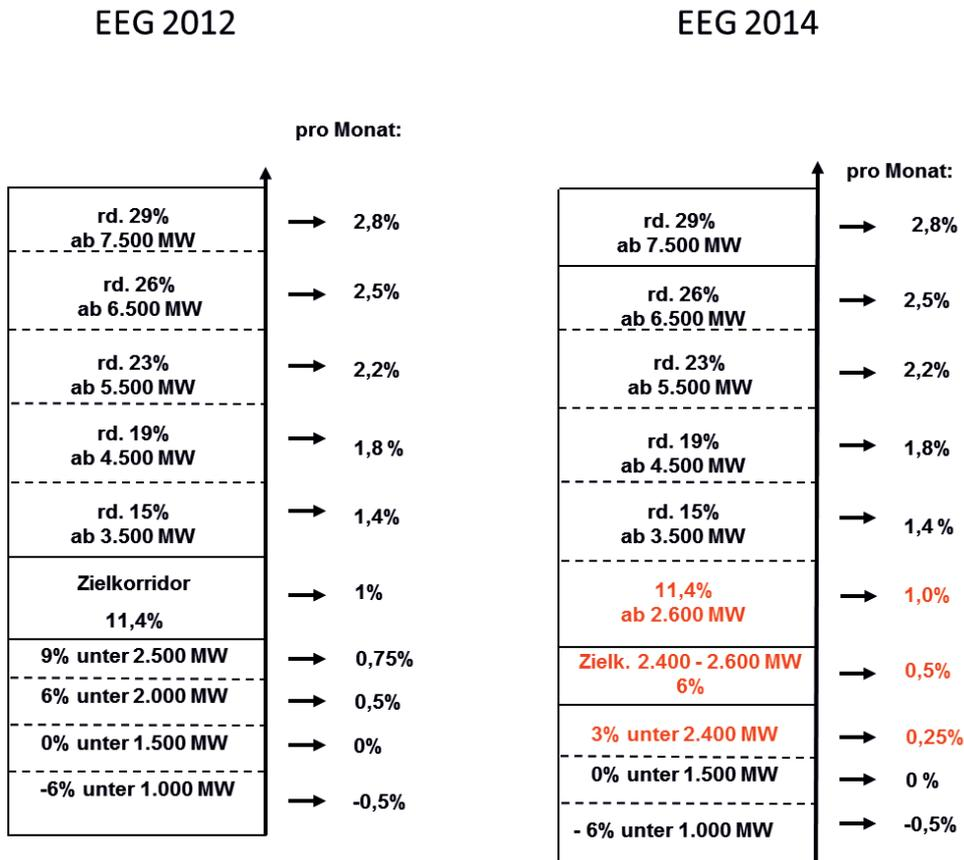 EEG 2012
pro Monat:
rd. 29%
ab 7.500 MW
2,8%
rd. 26%
ab 6.500 MW
2,5%
rd. 23%
ab 5.500 MW
2,2%
rd. 19%
ab 4.500 MW
1,8 %
rd. 15%
ab 3.500 MW
1,4%
Zielkorridor
11,4%
1%
9% unter 2.500 MW
0,75%
6% unter 2.000 MW
0,5%
0% unter 1.500 MW
0%
-6% unter 1.000 MW
-0,5%
EEG 2014
pro Monat:
rd. 29%
ab 7.500 MW
2,8%
rd. 26%
ab 6.500 MW
2,5%
rd. 23%
ab 5.500 MW
2,2%
rd. 19%
ab 4.500 MW
1,8%
rd. 15%
ab 3.500 MW
1,4 %
11,4%
ab 2.600 MW
1,0%
Zielk. 2.400 - 2.600 MW
6%
0,5%
3% unter 2.400 MW
0,25%
0% unter 1.500 MW
0 %
- 6% unter 1.000 MW
-0,5%